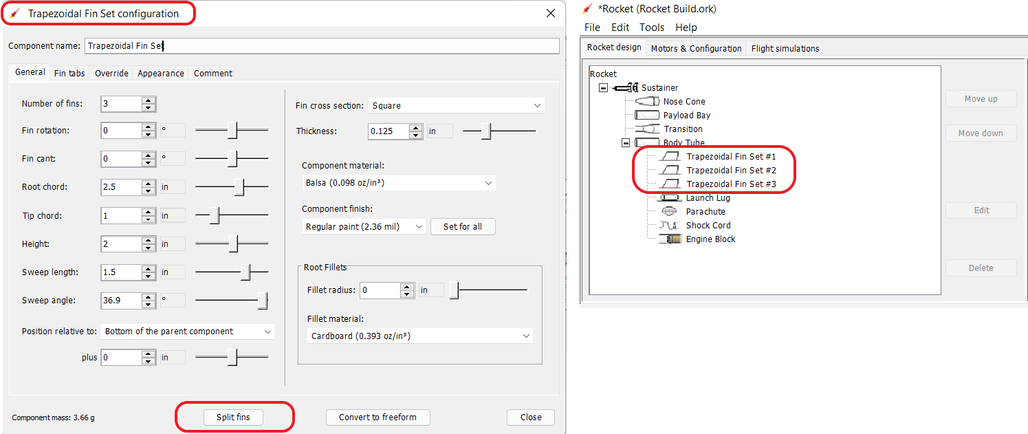 Trapezoidal Fin Set configuration
Component name: Trapezoidal Fin Set
General Fin tabs Override Appearance Comment
Number of fins: 3
Fin rotation: 0 °
Fin cant: 0 °
Root chord: 2.5 in
Tip chord: 1 in
Height: 2 in
Sweep length: 1.5 in
Sweep angle: 36.9 °
Position relative to: Bottom of the parent component
plus 0 in
Fin cross section: Square
Thickness: 0.125 in
Component material:
Balsa (0.098 oz/in³)
Component finish:
Regular paint (2.36 mil) Set for all
Root Fillets
Fillet radius: 0 in
Fillet material:
Cardboard (0.393 oz/in³)
Component mass: 3.66 g Split fins Convert to freeform Close
*Rocket (Rocket Build.ork)
File Edit Tools Help
Rocket design Motors & Configuration Flight simulations
Rocket
Sustainer
Nose Cone
Payload Bay
Transition
Body Tube
Trapezoidal Fin Set #1
Trapezoidal Fin Set #2
Trapezoidal Fin Set #3
Launch Lug
Parachute
Shock Cord
Engine Block
Move up
Move down
Edit
Delete